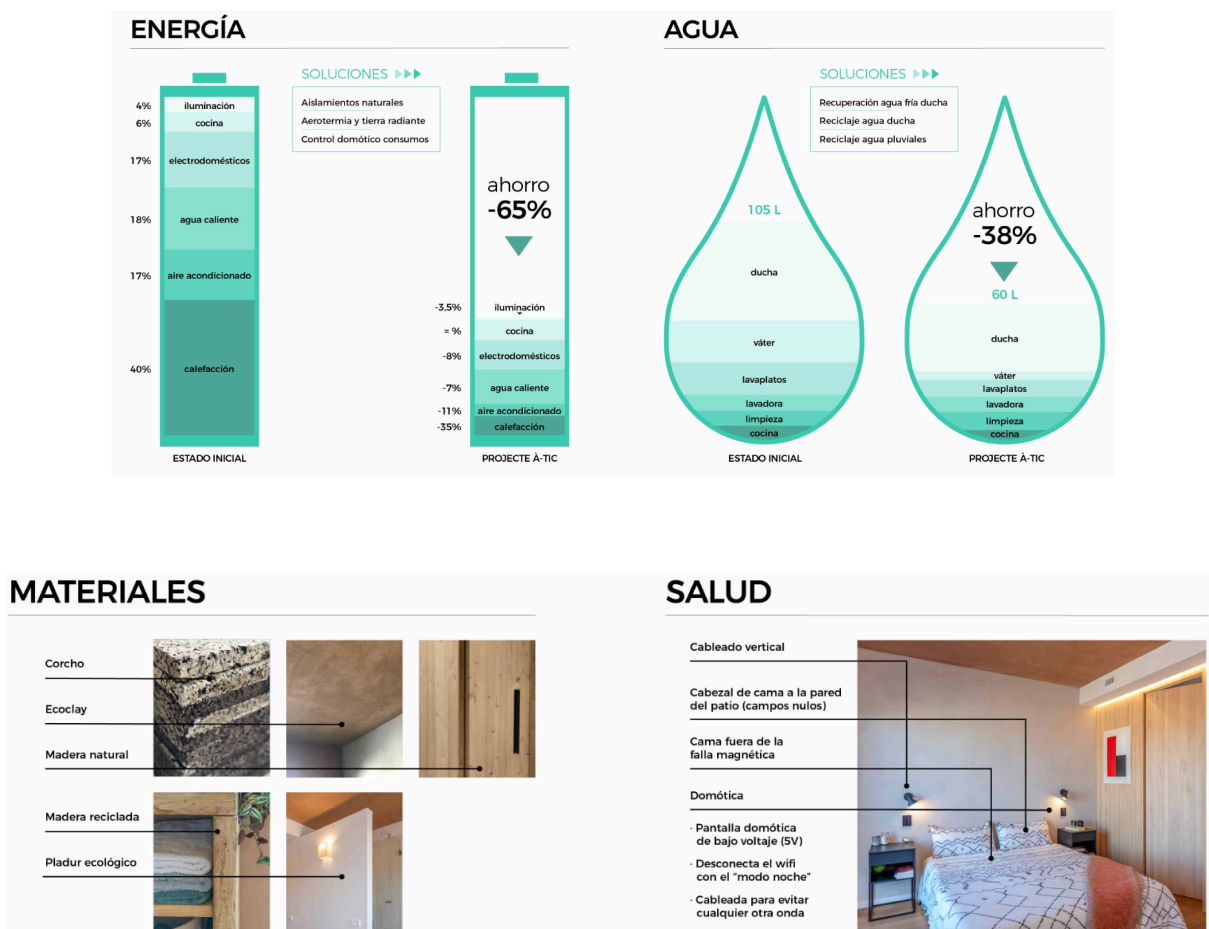 ENERGÍA
SOLUCIONES
Aislamientos naturales
Aerotermia y tierra radiante
Control domótico consumos
4% iluminación
6% cocina
17% electrodomésticos
18% agua caliente
17% aire acondicionado
40% calefacción
ESTADO INICIAL
ahorro
-65%
-3,5% iluminación
= % cocina
-8% electrodomésticos
-7% agua caliente
-11% aire acondicionado
-35% calefacción
PROJECTE À-TIC
AGUA
SOLUCIONES
Recuperación agua fría ducha
Reciclaje agua ducha
Reciclaje agua pluviales
105 L
ducha
váter
lavaplatos
lavadora
limpieza
cocina
ESTADO INICIAL
ahorro
-38%
60 L
ducha
váter
lavaplatos
lavadora
limpieza
cocina
PROJECTE À-TIC
MATERIALES
Corcho
Ecoclay
Madera natural
Madera reciclada
Pladur ecológico
SALUD
Cableado vertical
Cabezal de cama a la pared
del patio (campos nulos)
Cama fuera de la
falla magnética
Domótica
· Pantalla domótica
de bajo voltaje (5V)
· Desconecta el wifi
con el "modo noche"
· Cableada para evitar
cualquier otra onda